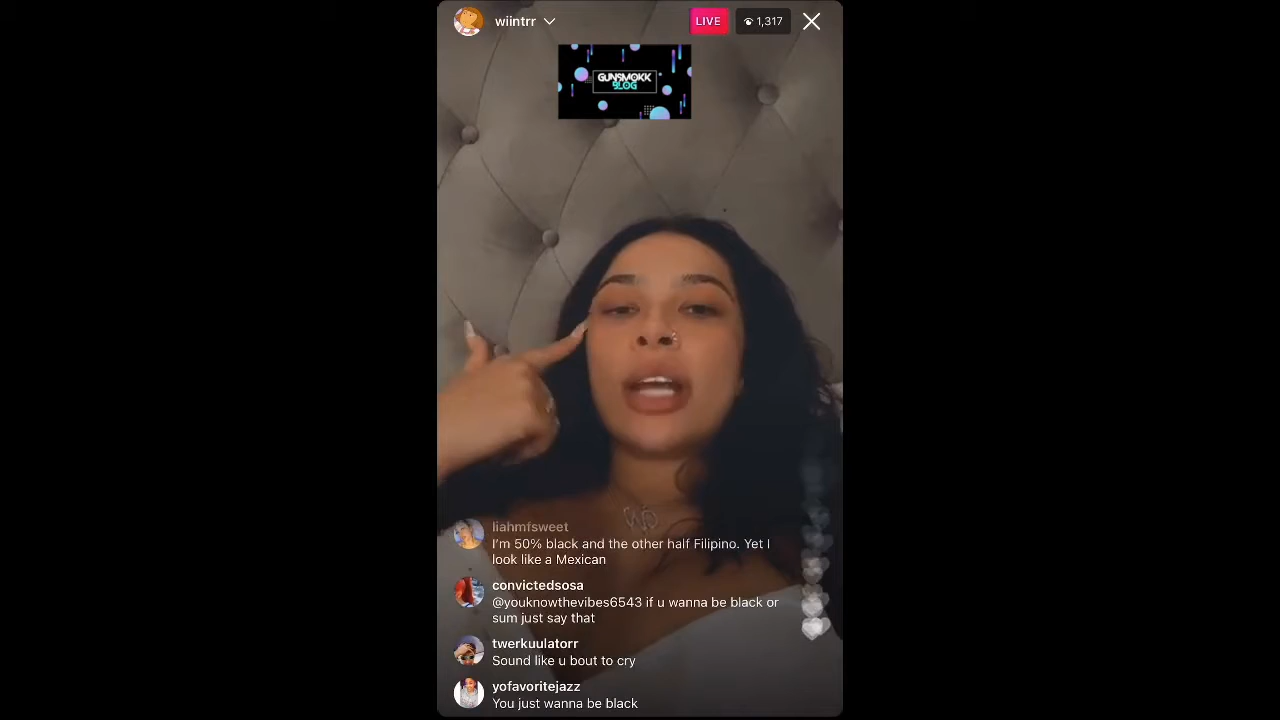 wiintrr
LIVE
1,317
GUNSMOKK
BLOG
liahmfsweet
I'm 50% black and the other half Filipino. Yet I
look like a Mexican
convictedsosa
@youknowthevibes6543 if u wanna be black or
sum just say that
twerkuulatorr
Sound like u bout to cry
yofavoritejazz
You just wanna be black